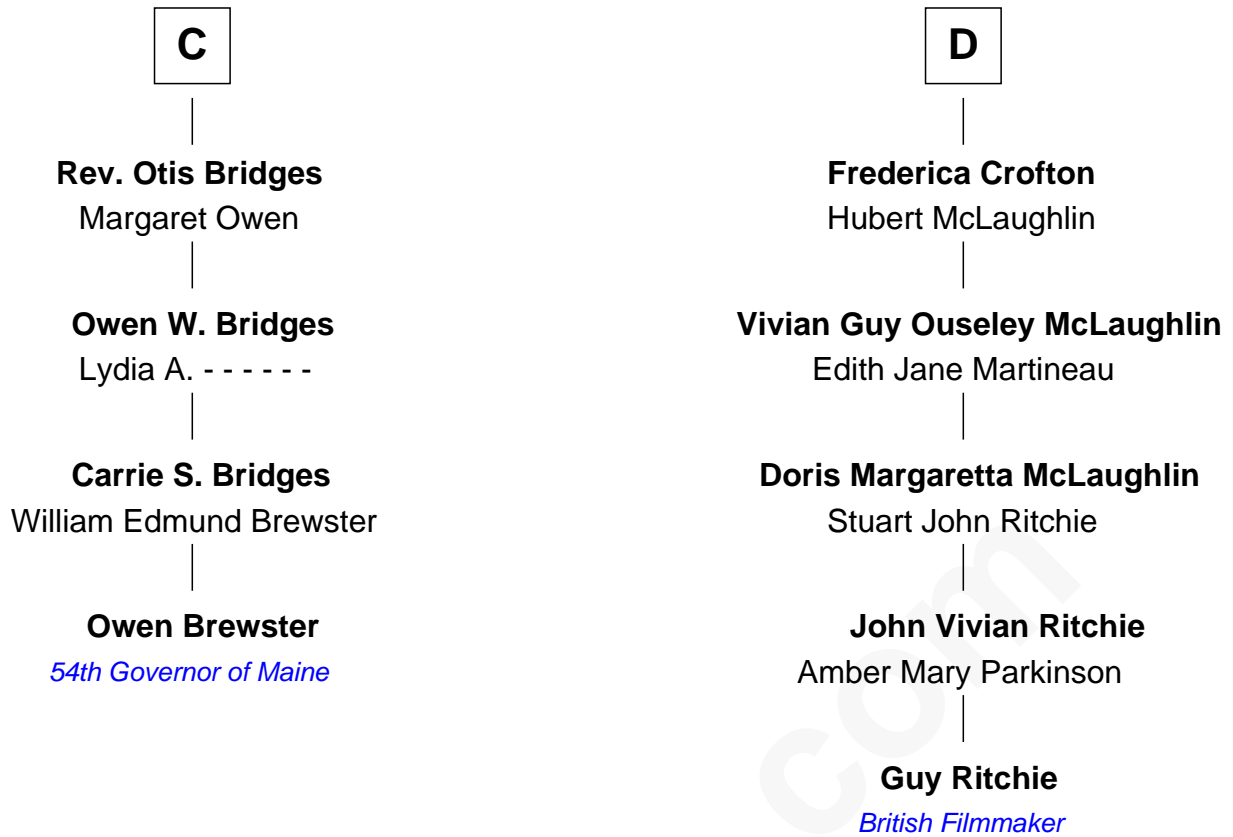 C
Rev. Otis Bridges
Margaret Owen
Owen W. Bridges
Lydia A. - - - - - -
Carrie S. Bridges
William Edmund Brewster
Owen Brewster
54th Governor of Maine
D
Frederica Crofton
Hubert McLaughlin
Vivian Guy Ouseley McLaughlin
Edith Jane Martineau
Doris Margaretta McLaughlin
Stuart John Ritchie
John Vivian Ritchie
Amber Mary Parkinson
Guy Ritchie
British Filmmaker
com